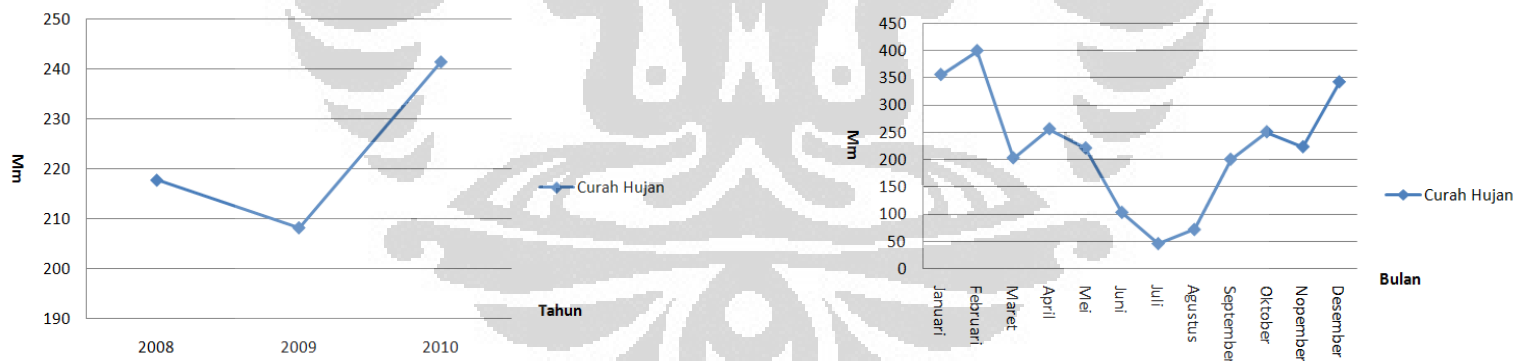 250
240
230
220
210
200
190
Mm
2008
2009
2010
Tahun
Curah Hujan
450
400
350
300
250
200
150
100
50
0
Mm
Januari
Februari
Maret
April
Mei
Juni
Juli
Agustus
September
Oktober
Nopember
Desember
Bulan
Curah Hujan